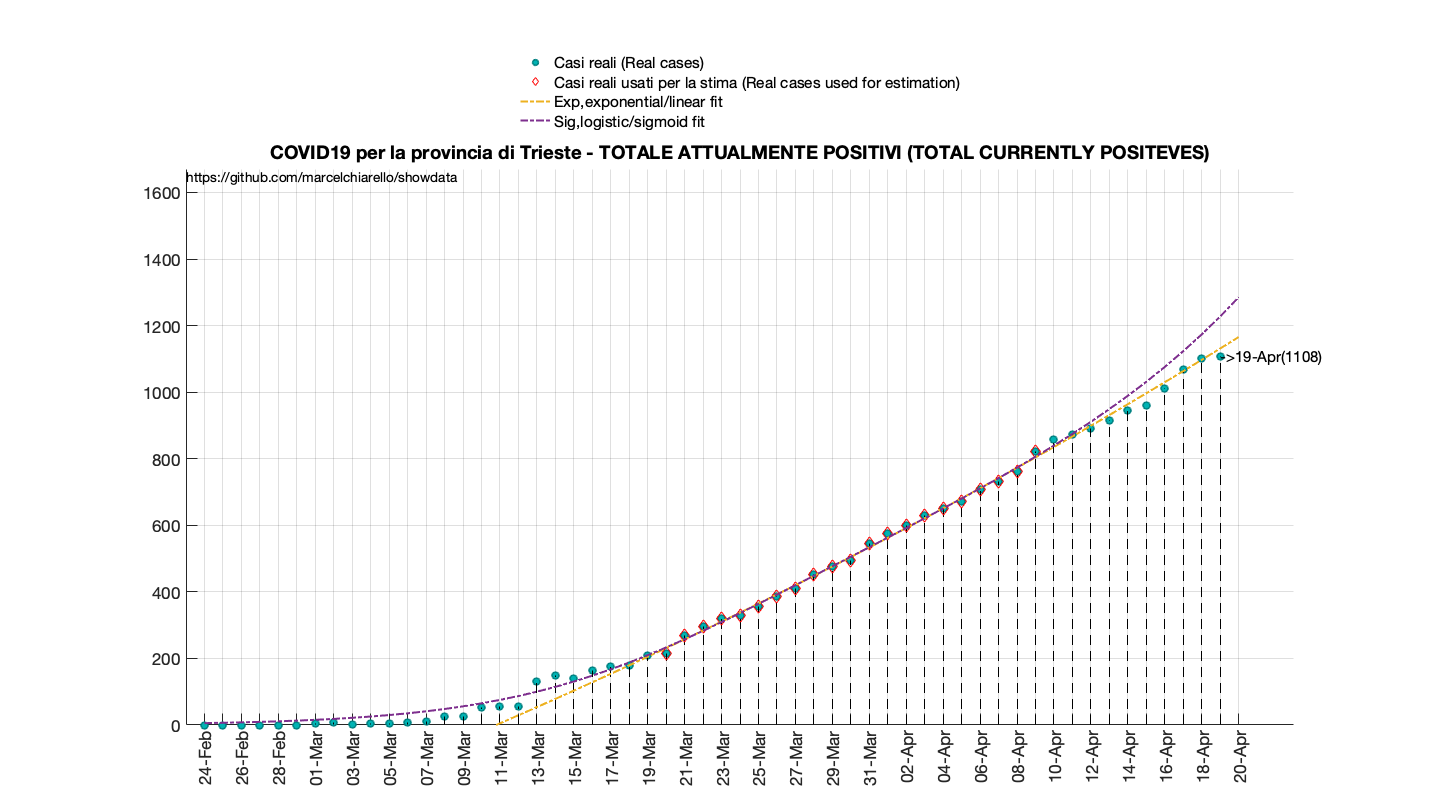 Casi reali (Real cases)
Casi reali usati per la stima (Real cases used for estimation)
Exp,exponential/linear fit
Sig,logistic/sigmoid fit
COVID19 per la provincia di Trieste - TOTALE ATTUALMENTE POSITIVI (TOTAL CURRENTLY POSITEVES)
https://github.com/marcelchiarello/showdata
1600
1400
1200
1000
800
600
400
200
0
->19-Apr(1108)
24-Feb
26-Feb
28-Feb
01-Mar
03-Mar
05-Mar
07-Mar
09-Mar
11-Mar
13-Mar
15-Mar
17-Mar
19-Mar
21-Mar
23-Mar
25-Mar
27-Mar
29-Mar
31-Mar
02-Apr
04-Apr
06-Apr
08-Apr
10-Apr
12-Apr
14-Apr
16-Apr
18-Apr
20-Apr